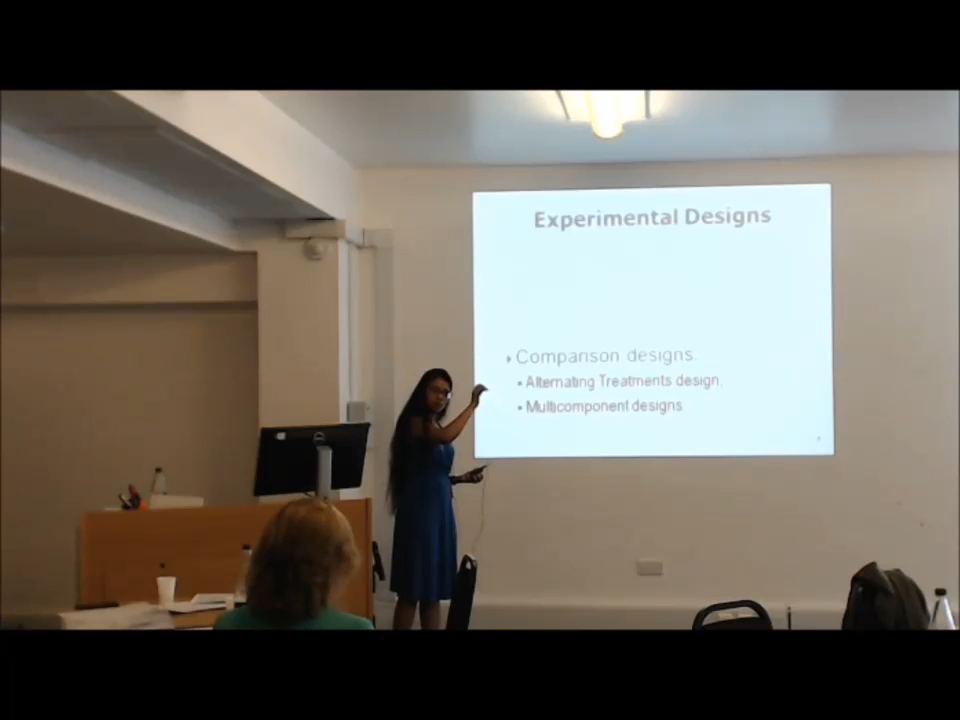 Experimental Designs
Comparison designs.
Alternating Treatments design.
Multicomponent designs